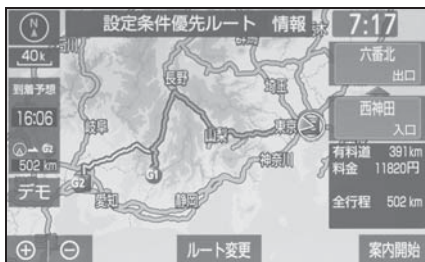 N
設定条件優先ルート 情報
7:17
40k
到着予想
16:06
G2
502 km
デモ
六番北
出口
西神田
入口
有料道 391km
料金 11820円
全行程 502 km
長野
埼玉
岐阜
山梨
東京
神奈川
G2
G1
愛知
静岡
ルート変更
案内開始